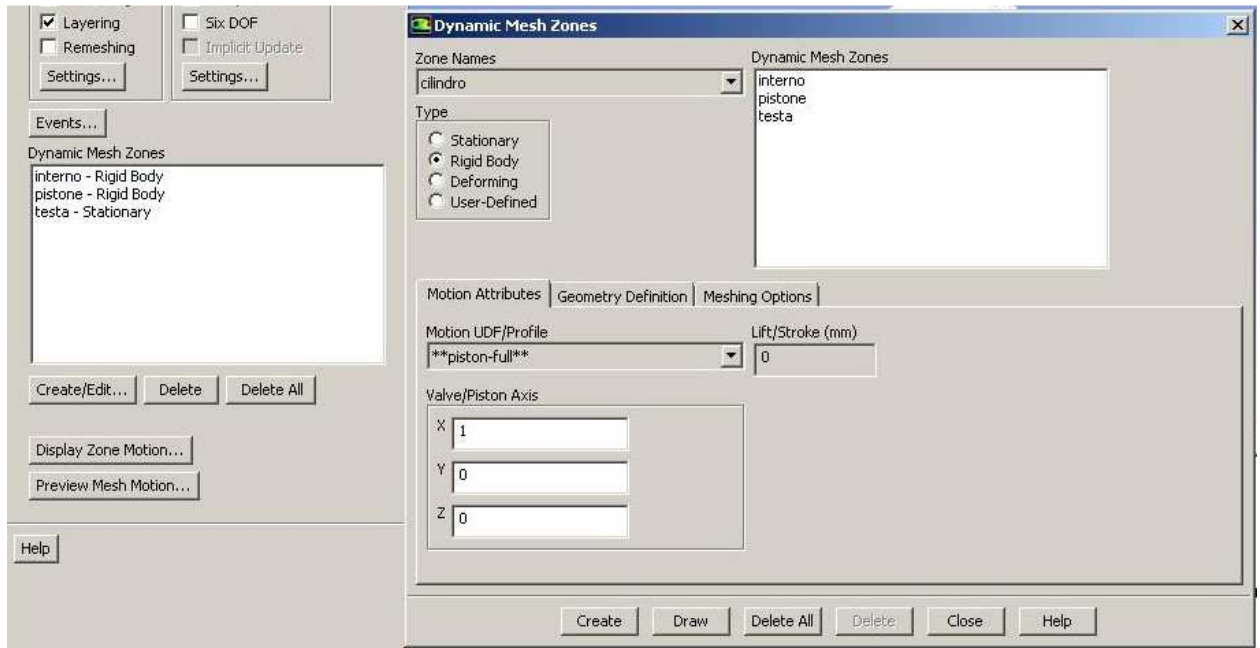 Layering
Six DOF
Remeshing
Implicit Update
Settings...
Settings...
Events...
Dynamic Mesh Zones
interno - Rigid Body
pistone - Rigid Body
testa - Stationary
Create/Edit...
Delete
Delete All
Display Zone Motion...
Preview Mesh Motion...
Help
Dynamic Mesh Zones
Zone Names
cilindro
Type
Stationary
Rigid Body
Deforming
User-Defined
Dynamic Mesh Zones
interno
pistone
testa
Motion Attributes
Geometry Definition
Meshing Options
Motion UDF/Profile
**piston-full**
Lift/Stroke (mm)
0
Valve/Piston Axis
X 1
Y 0
Z 0
Create
Draw
Delete All
Delete
Close
Help